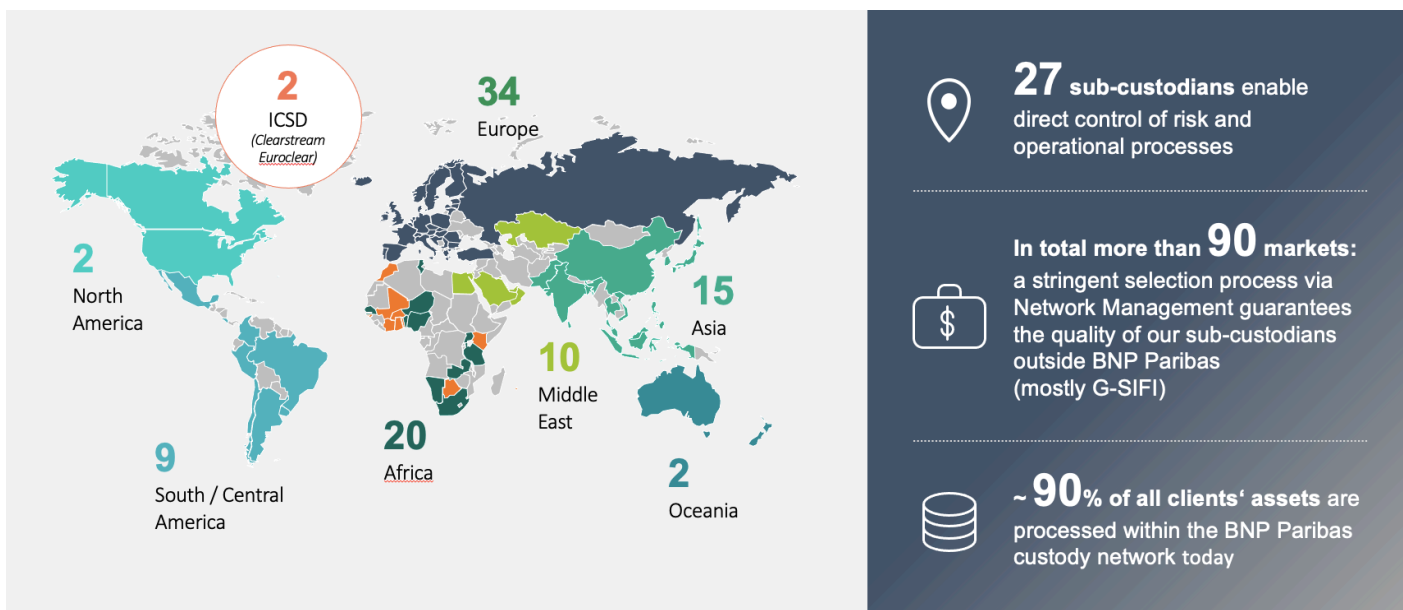 2
ICSD
(Clearstream
Euroclear)
34
Europe
2
North
America
15
Asia
10
Middle
East
20
Africa
9
South / Central
America
2
Oceania
27 sub-custodians enable
direct control of risk and
operational processes
In total more than 90 markets:
a stringent selection process via
Network Management guarantees
the quality of our sub-custodians
outside BNP Paribas
(mostly G-SIFI)
$
~ 90% of all clients‘ assets are
processed within the BNP Paribas
custody network today